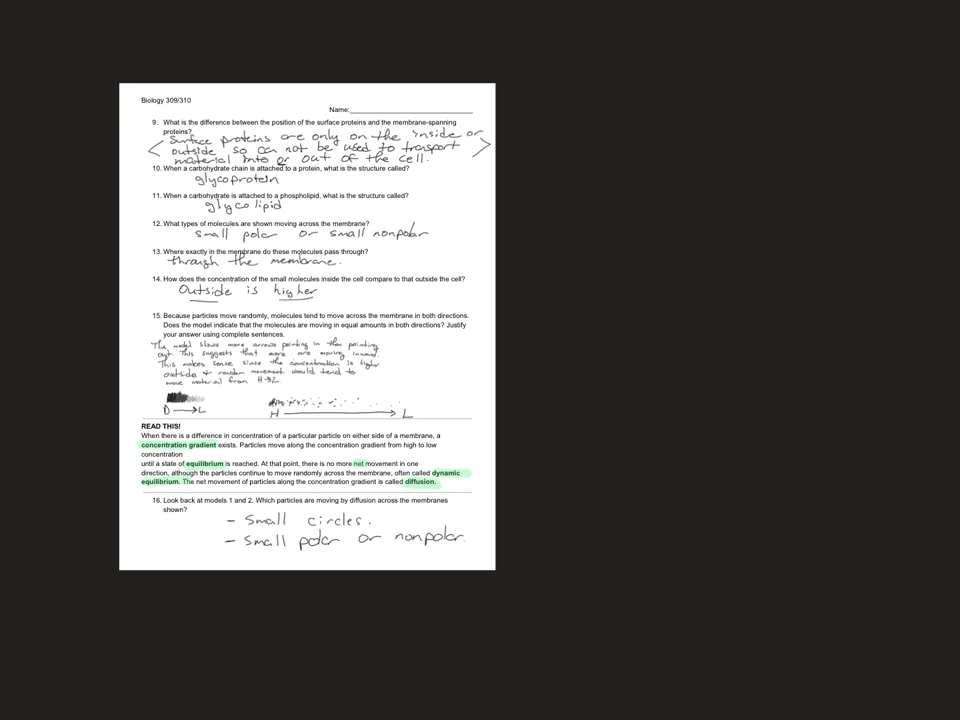 Biology 309/310
Name:
9. What is the difference between the position of the surface proteins and the membrane-spanning
proteins?
Surface proteins are only on the inside or
outside so can not be used to transport
material into or out of the cell.
10. When a carbohydrate chain is attached to a protein, what is the structure called?
glycoprotein
11. When a carbohydrate is attached to a phospholipid, what is the structure called?
glycolipid
12. What types of molecules are shown moving across the membrane?
small polar or small nonpolar
13. Where exactly in the membrane do these molecules pass through?
through the membrane.
14. How does the concentration of the small molecules inside the cell compare to that outside the cell?
Outside is higher
15. Because particles move randomly, molecules tend to move across the membrane in both directions.
Does the model indicate that the molecules are moving in equal amounts in both directions? Justify
your answer using complete sentences.
The model shows more arrows pointing in than pointing
out. This suggests that more are moving inward.
This makes sense since the concentration is higher
outside + random movement would tend to
move material from H→L.
D → L
H → L
READ THIS!
When there is a difference in concentration of a particular particle on either side of a membrane, a
concentration gradient exists. Particles move along the concentration gradient from high to low
concentration
until a state of equilibrium is reached. At that point, there is no more net movement in one
direction, although the particles continue to move randomly across the membrane, often called dynamic
equilibrium. The net movement of particles along the concentration gradient is called diffusion.
16. Look back at models 1 and 2. Which particles are moving by diffusion across the membranes
shown?
- Small circles.
- Small polar or nonpolar.